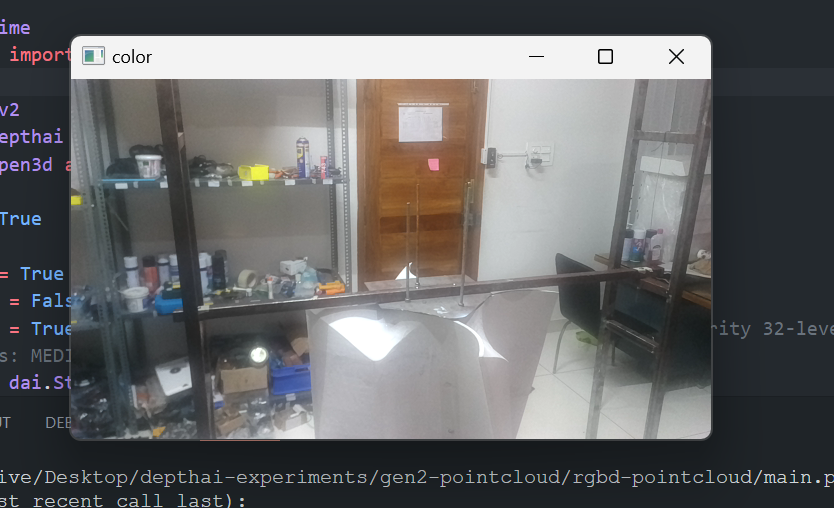 ime
import
color
v2
epthai
pen3d a
True
= True
= Fals
= True
rity 32-leve
s: MEDI
dai.St
UT DEB
ive/Desktop/depthai-experiments/gen2-pointcloud/rgbd-pointcloud/main.p
st recent call last):